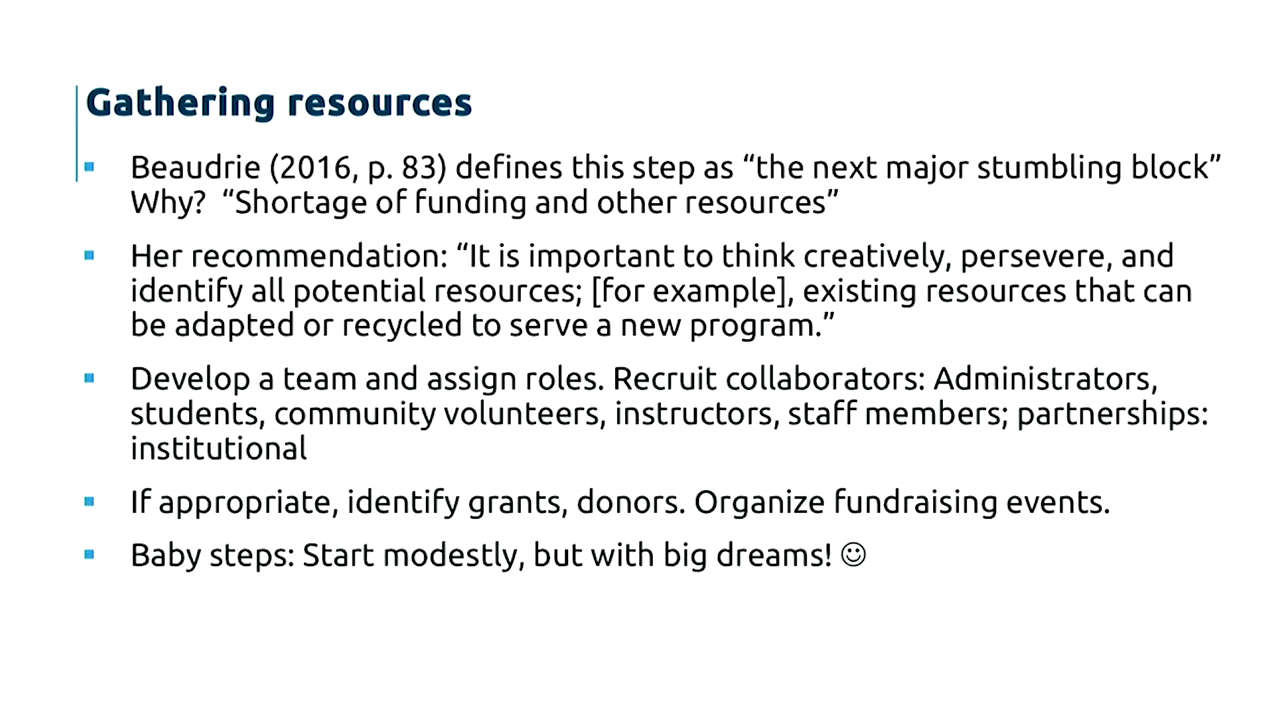 Gathering resources
▪ Beaudrie (2016, p. 83) defines this step as “the next major stumbling block”
Why?  “Shortage of funding and other resources”
▪ Her recommendation: “It is important to think creatively, persevere, and
identify all potential resources; [for example], existing resources that can
be adapted or recycled to serve a new program.”
▪ Develop a team and assign roles. Recruit collaborators: Administrators,
students, community volunteers, instructors, staff members; partnerships:
institutional
▪ If appropriate, identify grants, donors. Organize fundraising events.
▪ Baby steps: Start modestly, but with big dreams! ☺